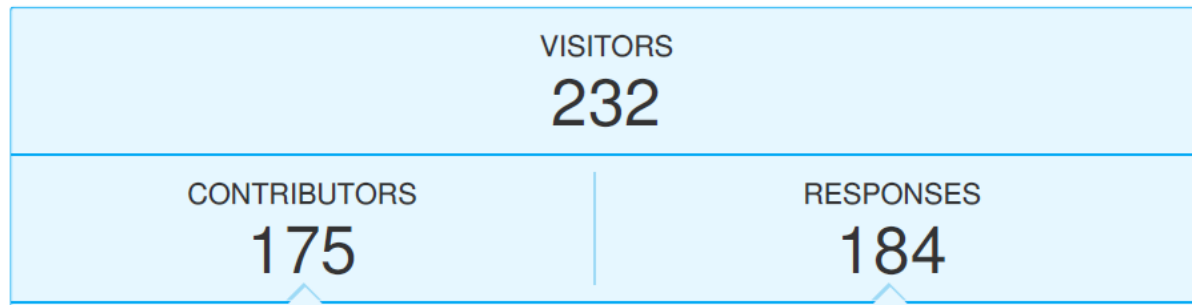 VISITORS
232
CONTRIBUTORS
175
RESPONSES
184